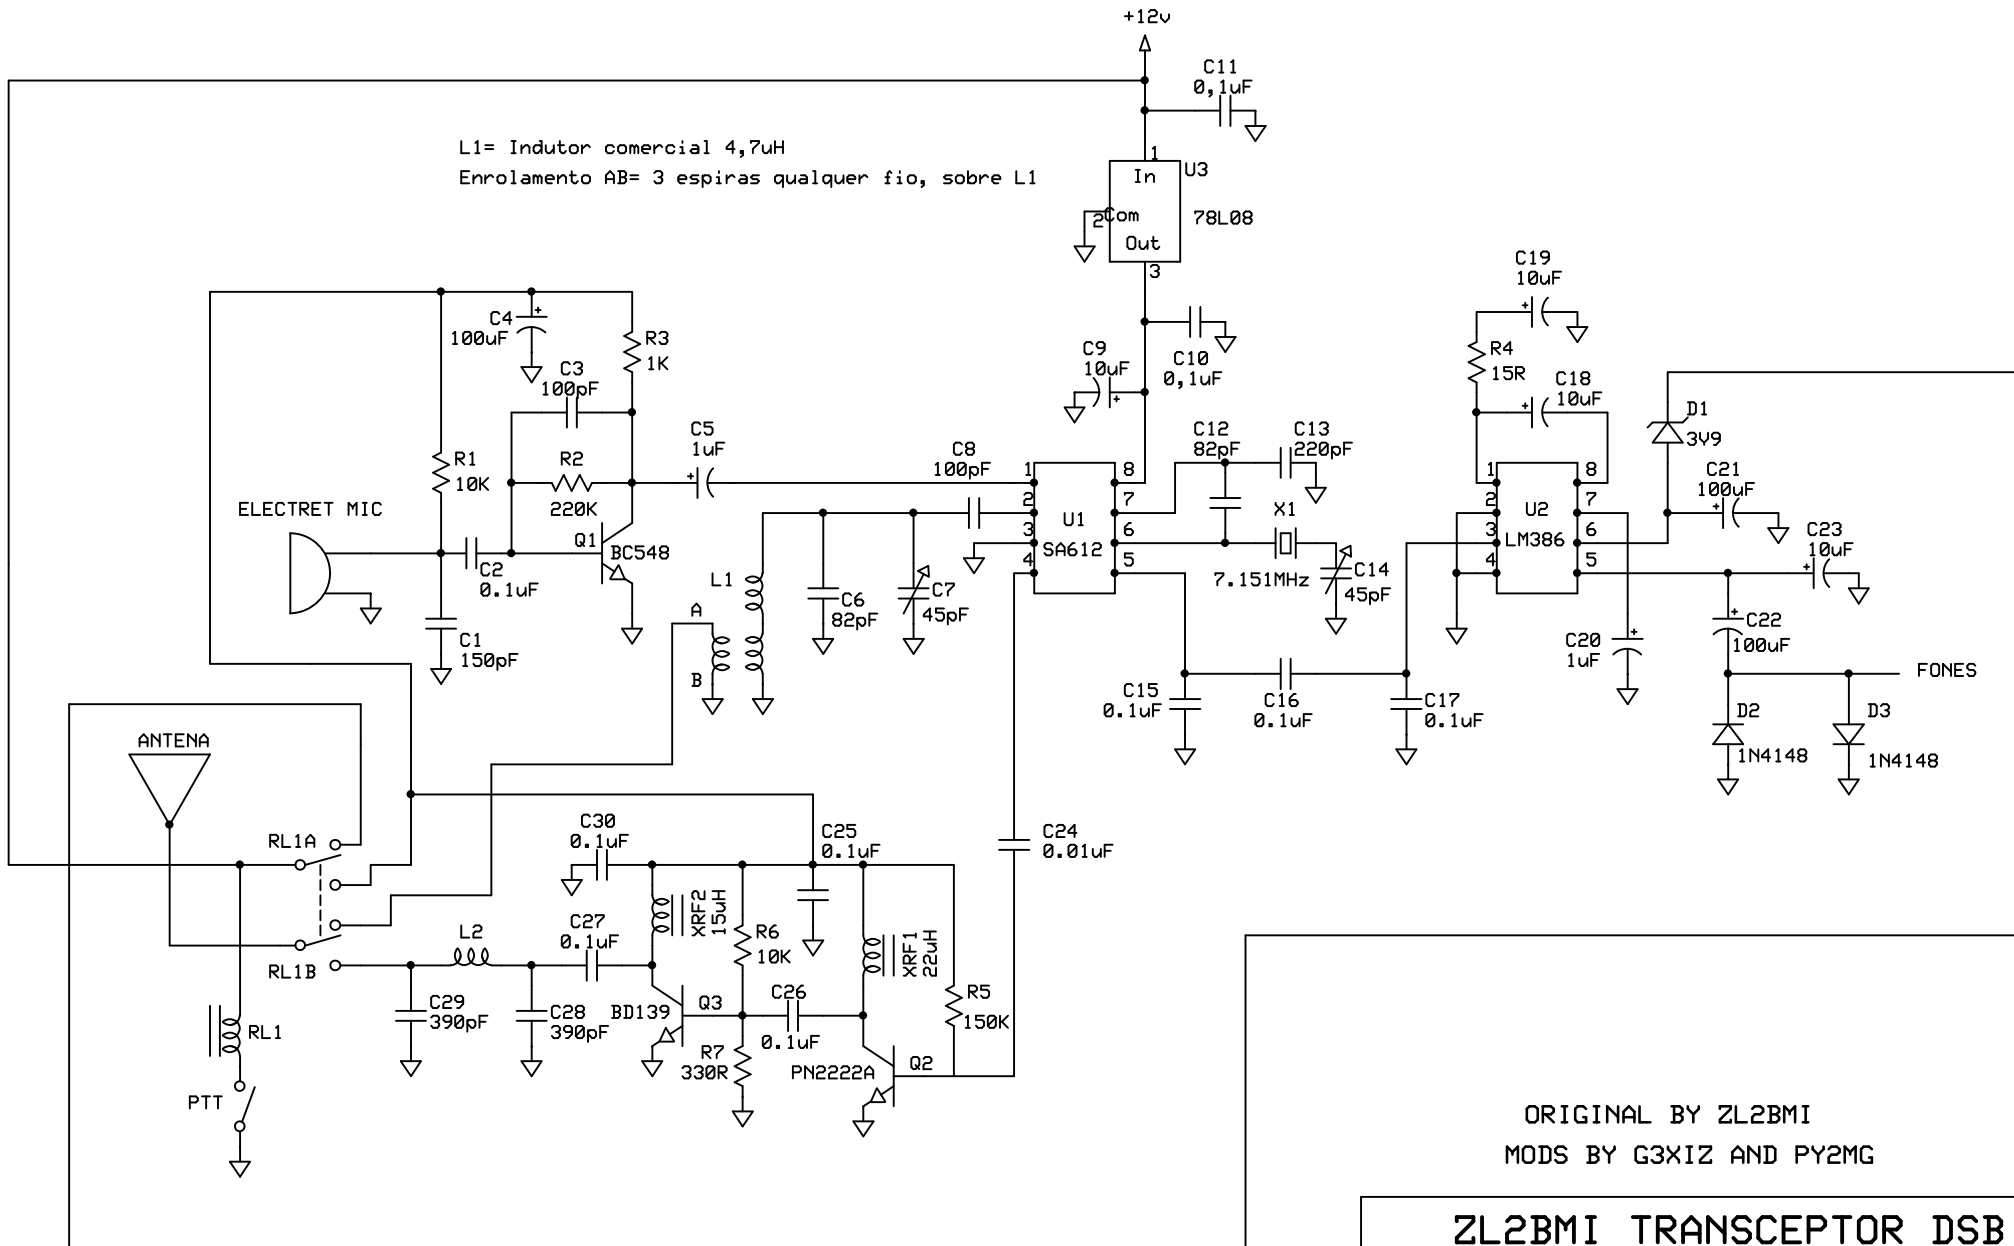 +12v
C11
0,1uF
L1= Indutor comercial 4,7uH
Enrolamento AB= 3 espiras qualquer fio, sobre L1
1
In
U3
2
Com
78L08
Out
3
C19
10uF
C4
100uF
+
R3
1K
C9
10uF
+
C10
0,1uF
R4
15R
+
C3
100pF
C18
10uF
+
D1
3V9
C5
1uF
+
R1
10K
R2
220K
C8
100pF
C12
82pF
C13
220pF
C21
100uF
+
ELECTRET MIC
Q1
BC548
C2
0.1uF
1
2
3
4
U1
SA612
8
7
6
5
X1
7.151MHz
C14
45pF
1
2
3
4
U2
LM386
8
7
6
5
C23
10uF
+
L1
A
B
C6
82pF
C7
45pF
C1
150pF
C20
1uF
+
C22
100uF
+
FONES
C15
0.1uF
C16
0.1uF
C17
0.1uF
D2
1N4148
D3
1N4148
ANTENA
RL1A
C30
0.1uF
C25
0.1uF
C24
0.01uF
XRF2
15uH
L2
C27
0.1uF
R6
10K
XRF1
22uH
RL1B
C29
390pF
C28
390pF
BD139
Q3
C26
0.1uF
R5
150K
RL1
R7
330R
PN2222A
Q2
PTT
ORIGINAL BY ZL2BMI
MODS BY G3XIZ AND PY2MG
ZL2BMI TRANSCEPTOR DSB